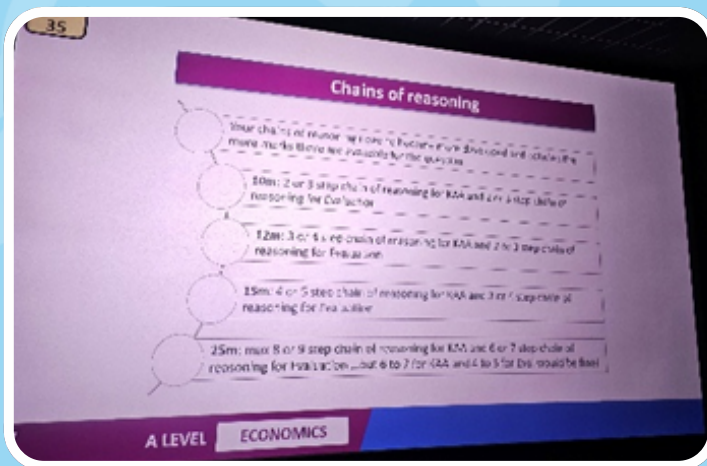 35
Chains of reasoning
Your chains of reasoning need to become more developed and the
more marks there are available for the question
10m: 2 or 3 step chain of reasoning for KAA and 2 or 3 step chain of
reasoning for Evaluation
12m: 3 or 4 step chain of reasoning for KAA and 2 to 3 step chain of
reasoning for Evaluation
15m: 4 or 5 step chain of reasoning for KAA and 3 or 4 step chain of
reasoning for Evaluation
25m: max 8 or 9 step chain of reasoning for KAA and 6 or 7 step chain of
reasoning for Evaluation ...but 6 to 7 for KAA and 4 to 5 for Eval would be fine!
A LEVEL ECONOMICS